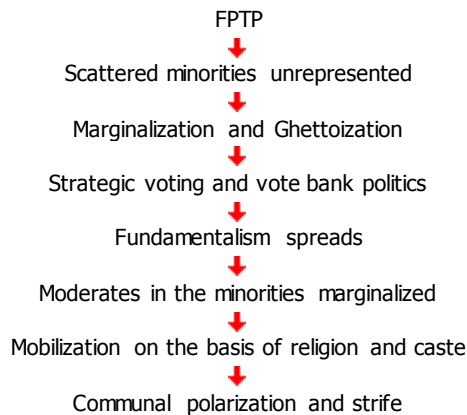 FPTP
Scattered minorities unrepresented
Marginalization and Ghettoization
Strategic voting and vote bank politics
Fundamentalism spreads
Moderates in the minorities marginalized
Mobilization on the basis of religion and caste
Communal polarization and strife